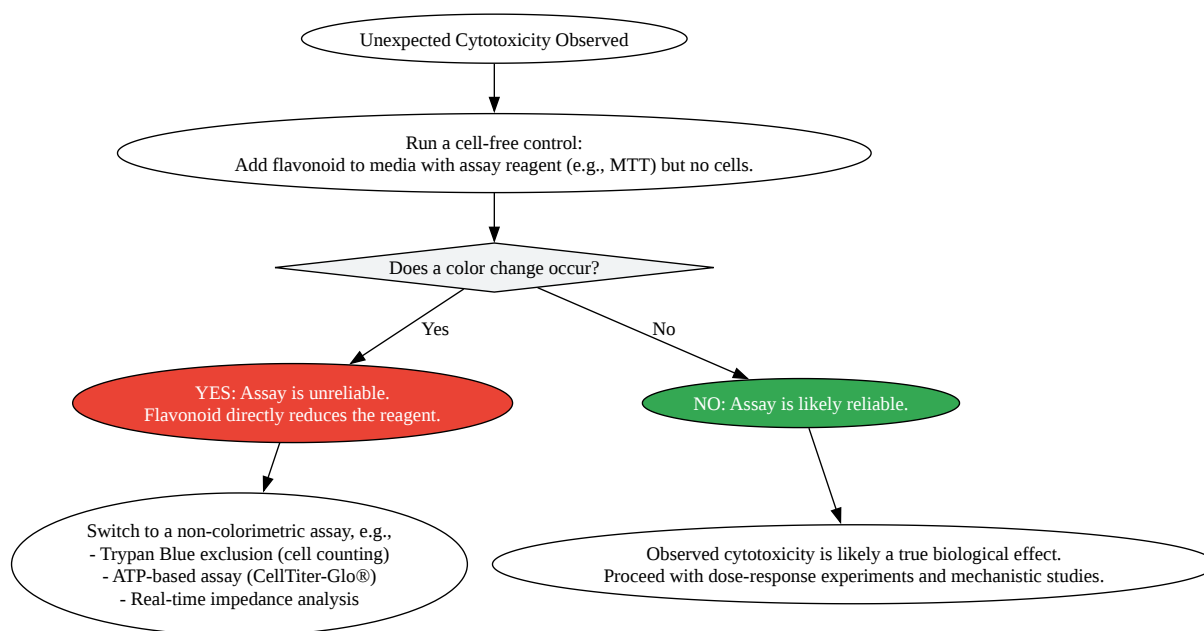 Unexpected Cytotoxicity Observed
Run a cell-free control:
Add flavonoid to media with assay reagent (e.g., MTT) but no cells.
Does a color change occur?
Yes
No
YES: Assay is unreliable.
Flavonoid directly reduces the reagent.
NO: Assay is likely reliable.
Switch to a non-colorimetric assay, e.g.,
- Trypan Blue exclusion (cell counting)
- ATP-based assay (CellTiter-Glo®)
- Real-time impedance analysis
Observed cytotoxicity is likely a true biological effect.
Proceed with dose-response experiments and mechanistic studies.